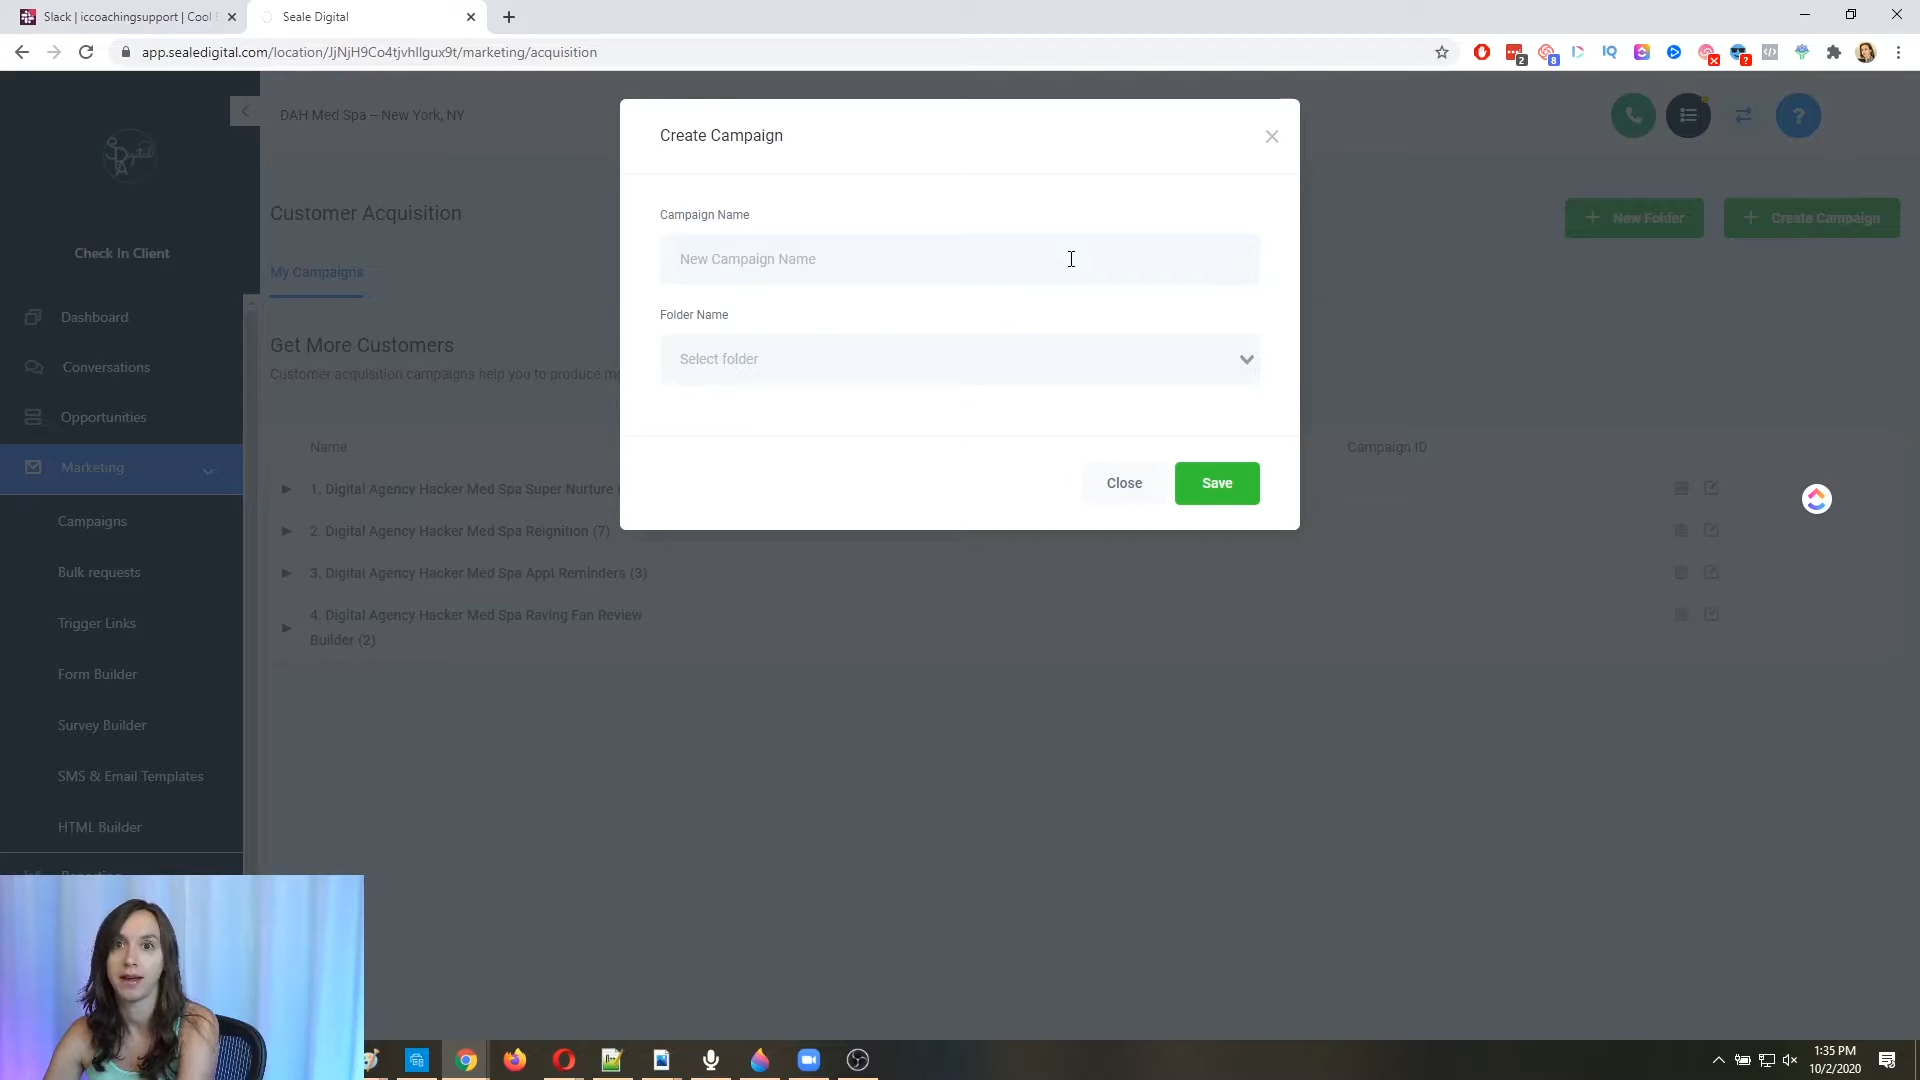 Slack | iccoachingsupport | Cool
Seale Digital
app.sealedigital.com/location/JjNjH9Co4tjvhIlgux9t/marketing/acquisition
2
8
IQ
?
DAH Med Spa – New York, NY
Create Campaign
Campaign Name
New Campaign Name
Folder Name
Select folder
Close
Save
Customer Acquisition
New Folder
Create Campaign
My Campaigns
Get More Customers
Customer acquisition campaigns help you to produce
Name
Campaign ID
1. Digital Agency Hacker Med Spa Super Nurture
2. Digital Agency Hacker Med Spa Reignition (7)
3. Digital Agency Hacker Med Spa Appt Reminders (3)
4. Digital Agency Hacker Med Spa Raving Fan Review
Builder (2)
Check In Client
Dashboard
Conversations
Opportunities
Marketing
Campaigns
Bulk requests
Trigger Links
Form Builder
Survey Builder
SMS & Email Templates
HTML Builder
Reporting
1:35 PM
10/2/2020